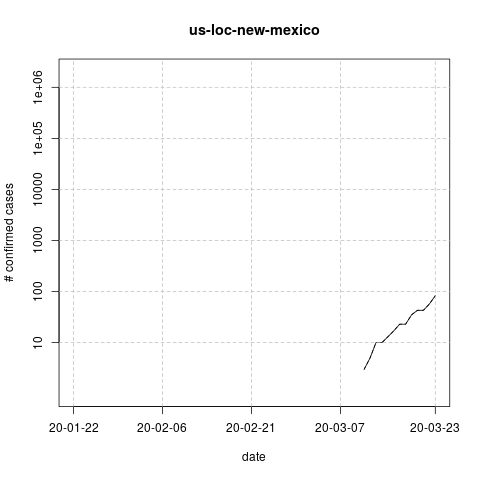 us-loc-new-mexico
# confirmed cases
1e+06
1e+05
10000
1000
100
10
20-01-22 20-02-06 20-02-21 20-03-07 20-03-23
date